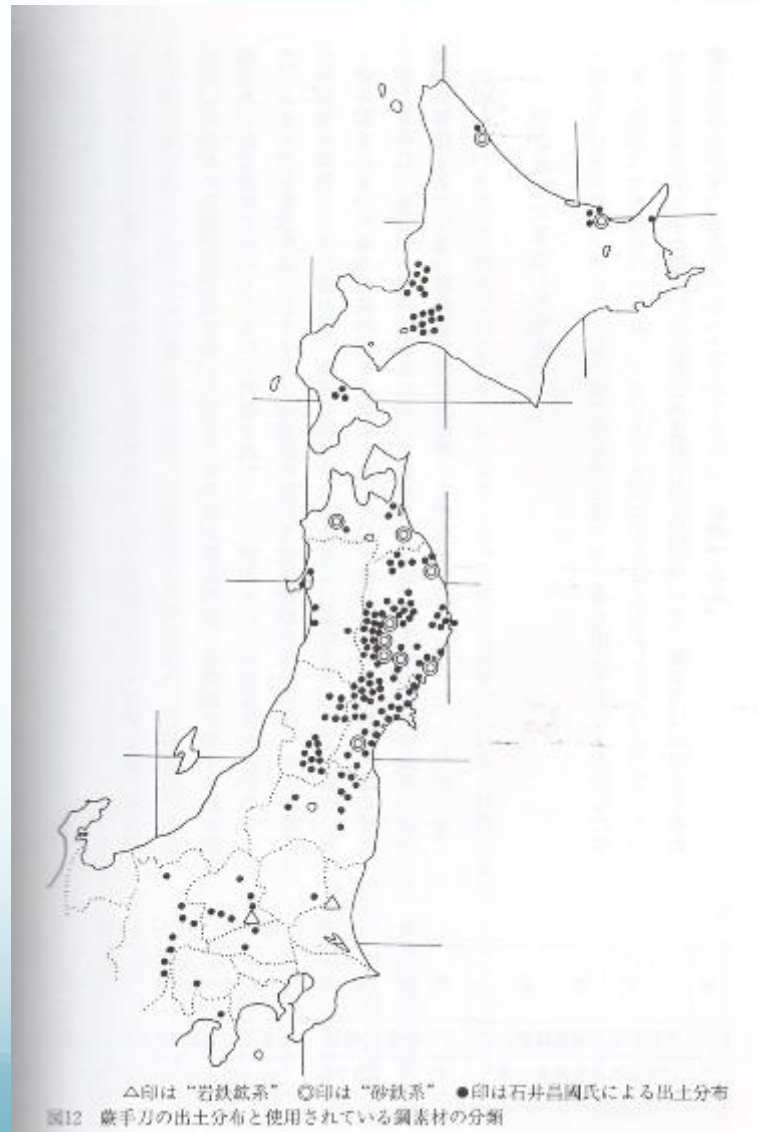 △印は“岩鉄鉱系” ◎印は“砂鉄系” ●印は石井昌國氏による出土分布
図12 蕨手刀の出土分布と使用されている鋼素材の分類